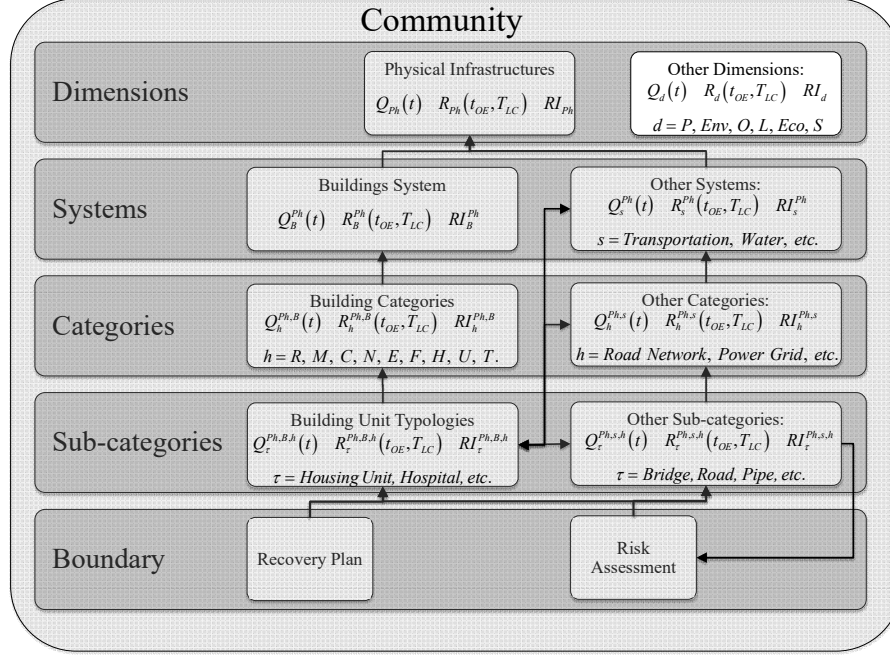 Community
Dimensions
Physical Infrastructures
Q_{Ph}(t) R_{Ph}(t_{OE},T_{LC}) RI_{Ph}
Other Dimensions:
Q_d(t) R_d(t_{OE},T_{LC}) RI_d
d = P, Env, O, L, Eco, S
Systems
Buildings System
Q_B^{Ph}(t) R_B^{Ph}(t_{OE},T_{LC}) RI_B^{Ph}
Other Systems:
Q_s^{Ph}(t) R_s^{Ph}(t_{OE},T_{LC}) RI_s^{Ph}
s = Transportation, Water, etc.
Categories
Building Categories
Q_h^{Ph,B}(t) R_h^{Ph,B}(t_{OE},T_{LC}) RI_h^{Ph,B}
h = R, M, C, N, E, F, H, U, T.
Other Categories:
Q_h^{Ph,s}(t) R_h^{Ph,s}(t_{OE},T_{LC}) RI_h^{Ph,s}
h = Road Network, Power Grid, etc.
Sub-categories
Building Unit Typologies
Q_τ^{Ph,B,h}(t) R_τ^{Ph,B,h}(t_{OE},T_{LC}) RI_τ^{Ph,B,h}
τ = Housing Unit, Hospital, etc.
Other Sub-categories:
Q_τ^{Ph,s,h}(t) R_τ^{Ph,s,h}(t_{OE},T_{LC}) RI_τ^{Ph,s,h}
τ = Bridge, Road, Pipe, etc.
Boundary
Recovery Plan
Risk
Assessment